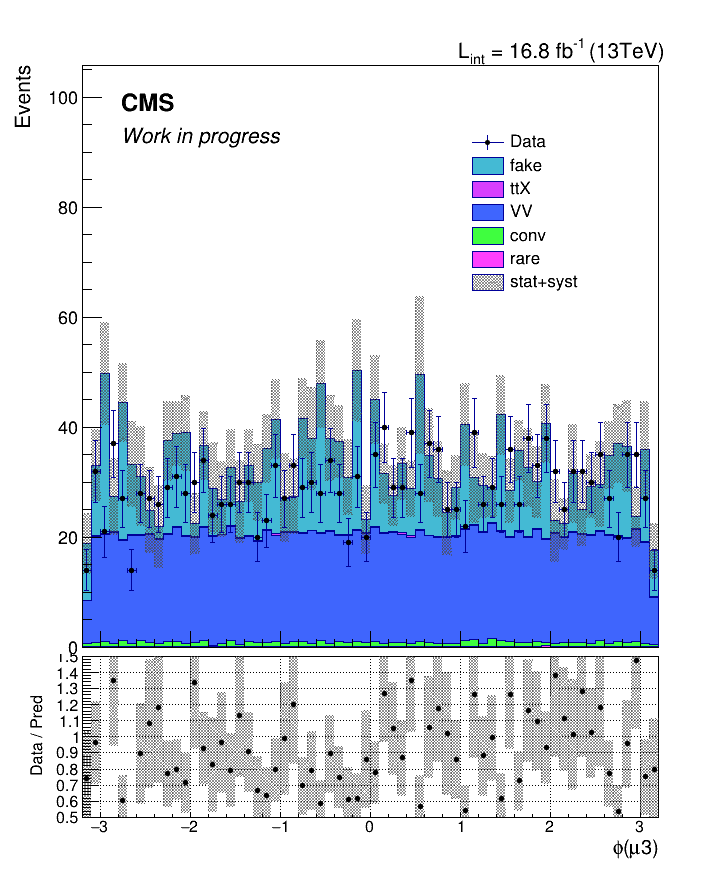 L_int = 16.8 fb^-1 (13TeV)
Events
CMS
Work in progress
Data
fake
ttX
VV
conv
rare
stat+syst
100
80
60
40
20
0
1.5
1.4
1.3
1.2
1.1
1
0.9
0.8
0.7
0.6
0.5
Data / Pred
−3 −2 −1 0 1 2 3
ϕ(μ3)